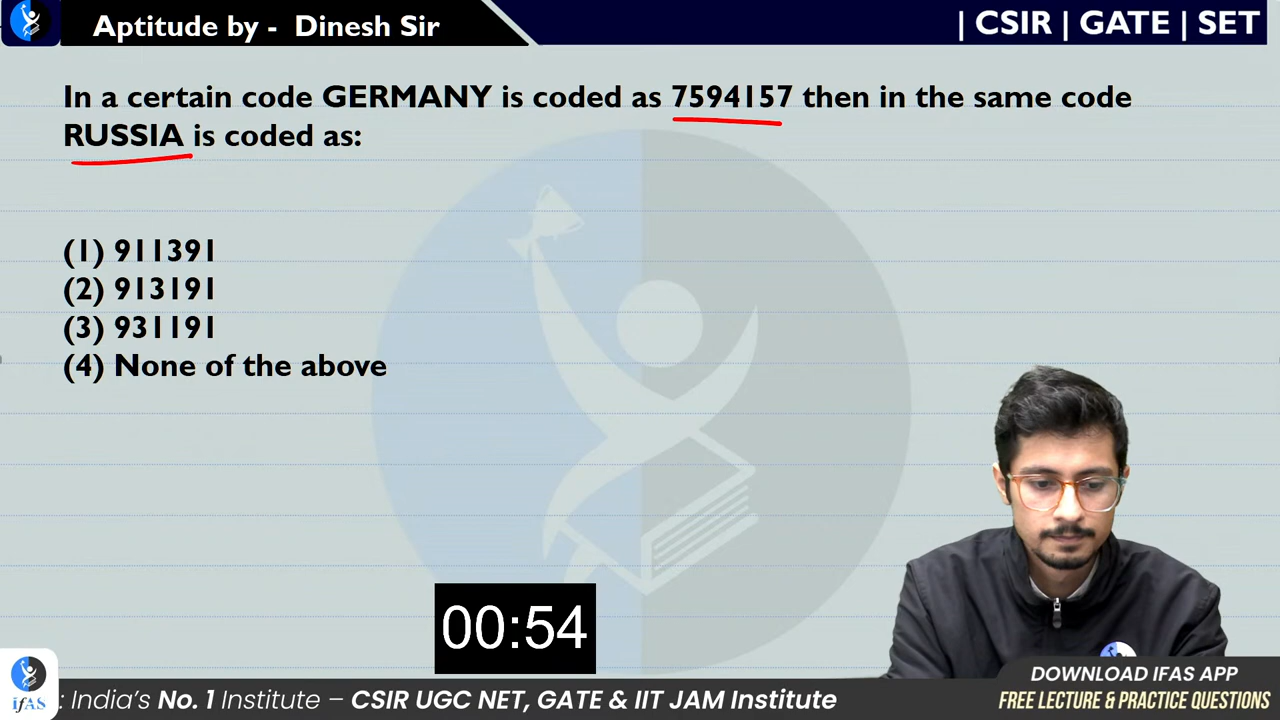 Aptitude by - Dinesh Sir
| CSIR | GATE | SET
In a certain code GERMANY is coded as 7594157 then in the same code
RUSSIA is coded as:
(1) 911391
(2) 913191
(3) 931191
(4) None of the above
00:54
DOWNLOAD IFAS APP
FREE LECTURE & PRACTICE QUESTIONS
ifAS
: India's No. 1 Institute – CSIR UGC NET, GATE & IIT JAM Institute